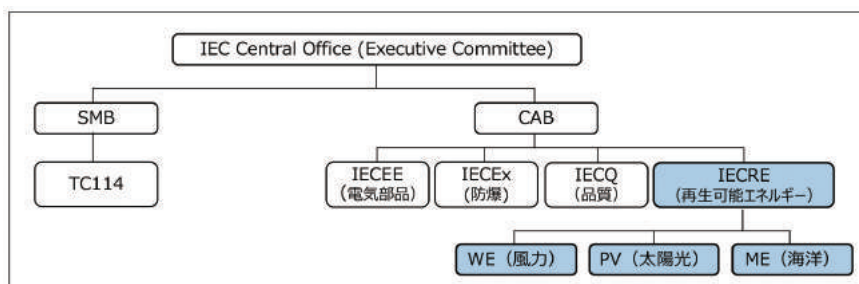 IEC Central Office (Executive Committee)
SMB
CAB
TC114
IECEE
（電気部品）
IECEx
(防爆)
IECQ
(品質)
IECRE
(再生可能エネルギー)
WE（風力）
PV（太陽光）
ME（海洋）